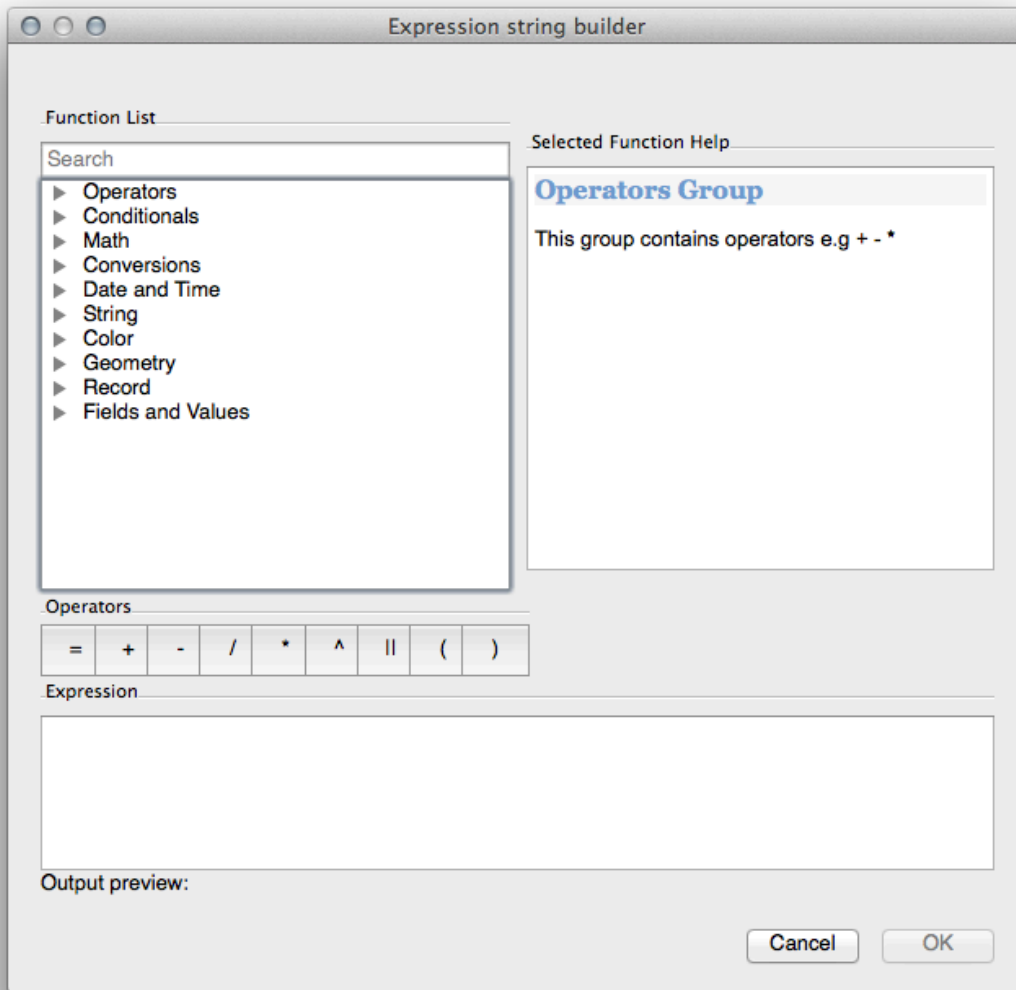 Expression string builder
Function List
Search
Operators
Conditionals
Math
Conversions
Date and Time
String
Color
Geometry
Record
Fields and Values
Selected Function Help
Operators Group
This group contains operators e.g + - *
Operators
= + - / * ^ || ( )
Expression
Output preview:
Cancel OK